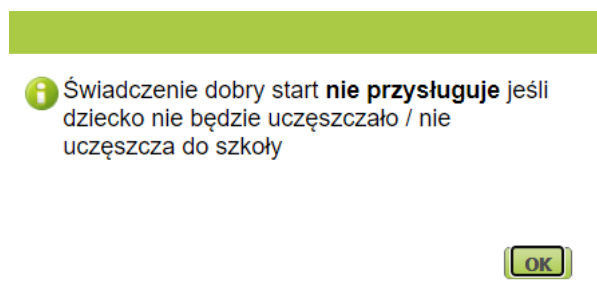 Świadczenie dobry start nie przysługuje jeśli
dziecko nie będzie uczęszczało / nie
uczęszcza do szkoły
OK